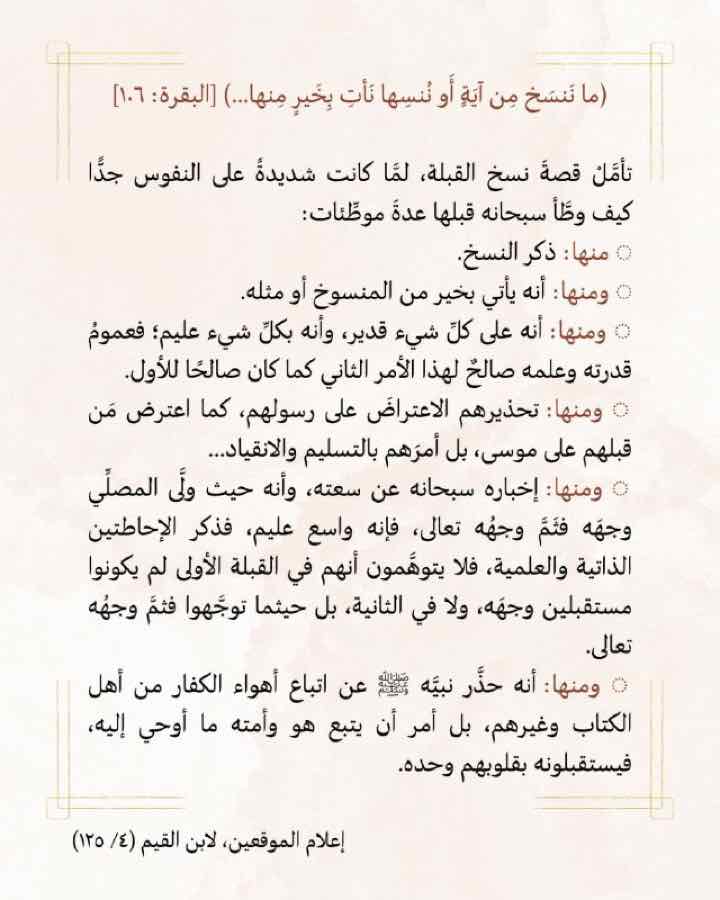 (ما نَنسَخ مِن آيَةٍ أَو نُنسِها نَأتِ بِخَيرٍ مِنها...) [البقرة: ١٠٦]
تأمَّلْ قصةَ نسخ القبلة، لمَّا كانت شديدةً على النفوس جدًّا
كيف وطَّأ سبحانه قبلها عدةَ موطِّئات:
◌ منها: ذكر النسخ.
◌ ومنها: أنه يأتي بخير من المنسوخ أو مثله.
◌ ومنها: أنه على كلِّ شيء قدير، وأنه بكلِّ شيء عليم؛ فعمومُ
قدرته وعلمه صالحٌ لهذا الأمر الثاني كما كان صالحًا للأول.
◌ ومنها: تحذيرهم الاعتراضَ على رسولهم، كما اعترض مَن
قبلهم على موسى، بل أمرَهم بالتسليم والانقياد...
◌ ومنها: إخباره سبحانه عن سعته، وأنه حيث ولَّى المصلِّي
وجهَه فثَمَّ وجهُه تعالى، فإنه واسع عليم، فذكر الإحاطتين
الذاتية والعلمية، فلا يتوهَّمون أنهم في القبلة الأولى لم يكونوا
مستقبلين وجهَه، ولا في الثانية، بل حيثما توجَّهوا فثمَّ وجهُه
تعالى.
◌ ومنها: أنه حذَّر نبيَّه ﷺ عن اتباع أهواء الكفار من أهل
الكتاب وغيرهم، بل أمر أن يتبع هو وأمته ما أوحي إليه،
فيستقبلونه بقلوبهم وحده.
إعلام الموقعين، لابن القيم (٤/ ١٢٥)